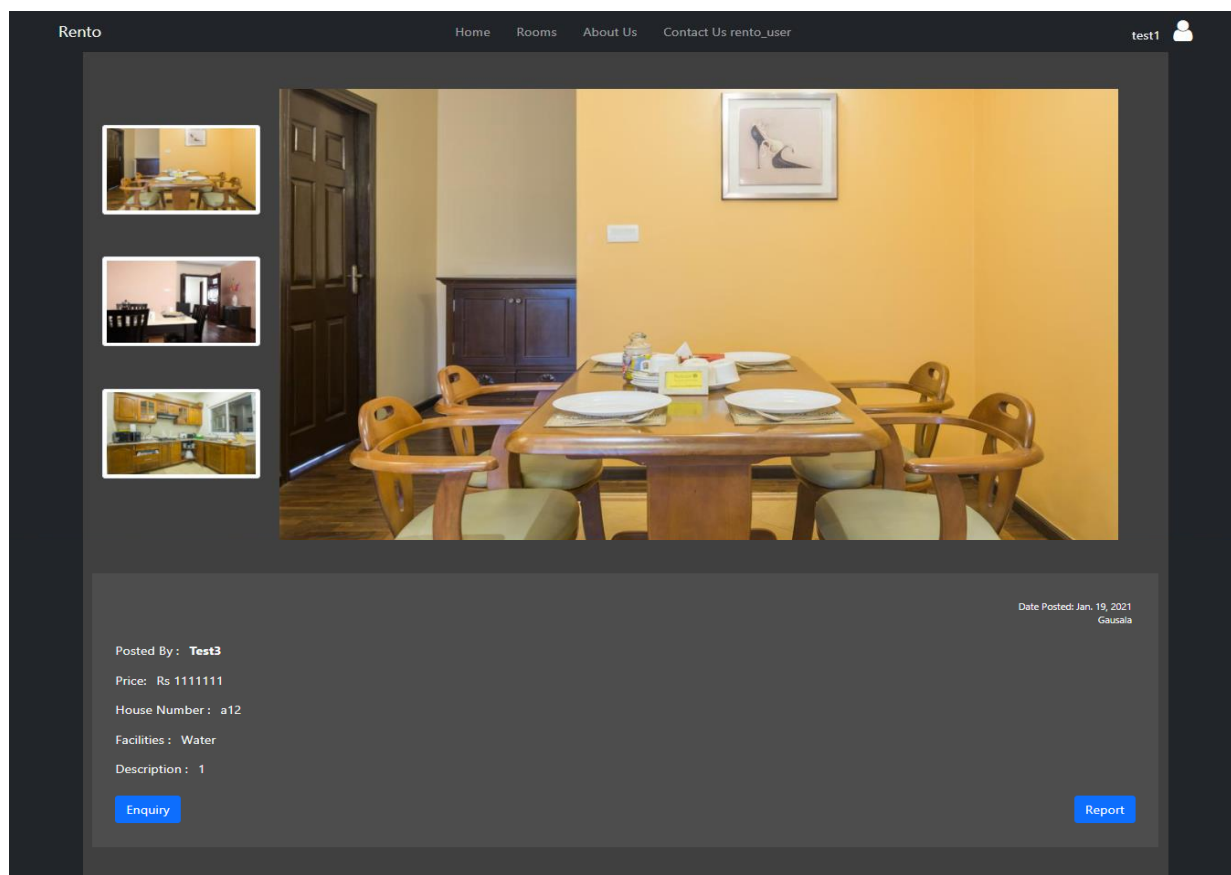 Rento
Home Rooms About Us Contact Us rento_user
test1
Date Posted: Jan. 19, 2021
Gausala
Posted By : Test3
Price: Rs 1111111
House Number : a12
Facilities : Water
Description : 1
Enquiry
Report